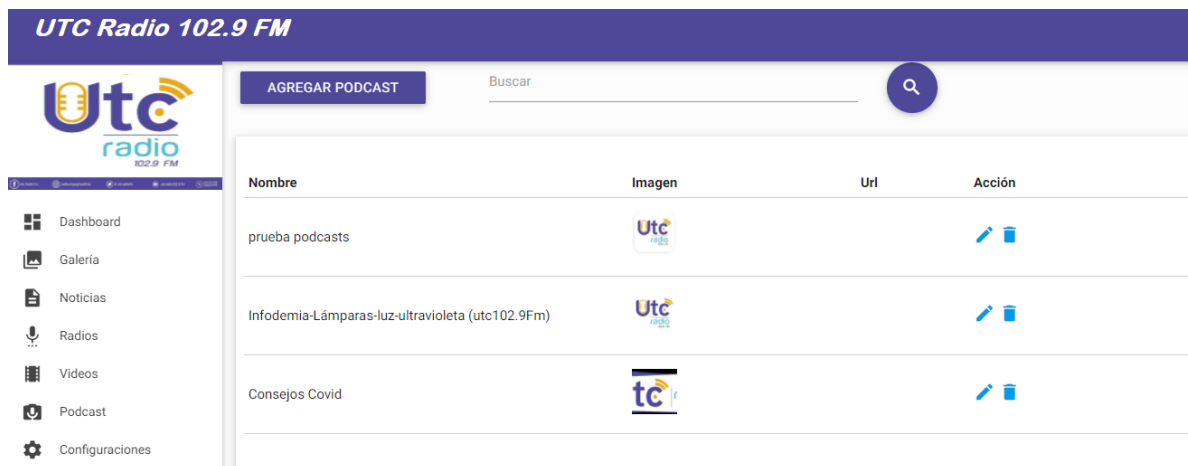 UTC Radio 102.9 FM
Utc
radio
102.9 FM
AGREGAR PODCAST
Buscar
Nombre Imagen Url Acción
Dashboard
Galería
Noticias
Radios
Videos
Podcast
Configuraciones
prueba podcasts
Utc
radio
Infodemia-Lámparas-luz-ultravioleta (utc102.9Fm)
Utc
radio
Consejos Covid
tc